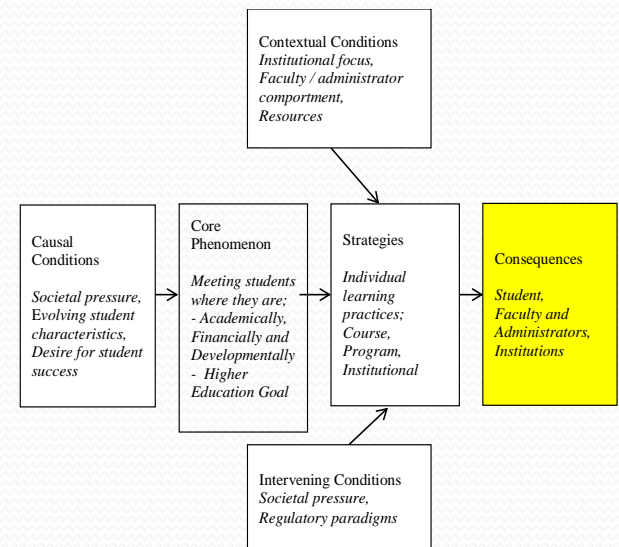 Contextual Conditions
Institutional focus,
Faculty / administrator
comportment,
Resources
Causal
Conditions
Societal pressure,
Evolving student
characteristics,
Desire for student
success
Core
Phenomenon
Meeting students
where they are;
- Academically,
Financially and
Developmentally
- Higher
Education Goal
Strategies
Individual
learning
practices;
Course,
Program,
Institutional
Consequences
Student,
Faculty and
Administrators,
Institutions
Intervening Conditions
Societal pressure,
Regulatory paradigms